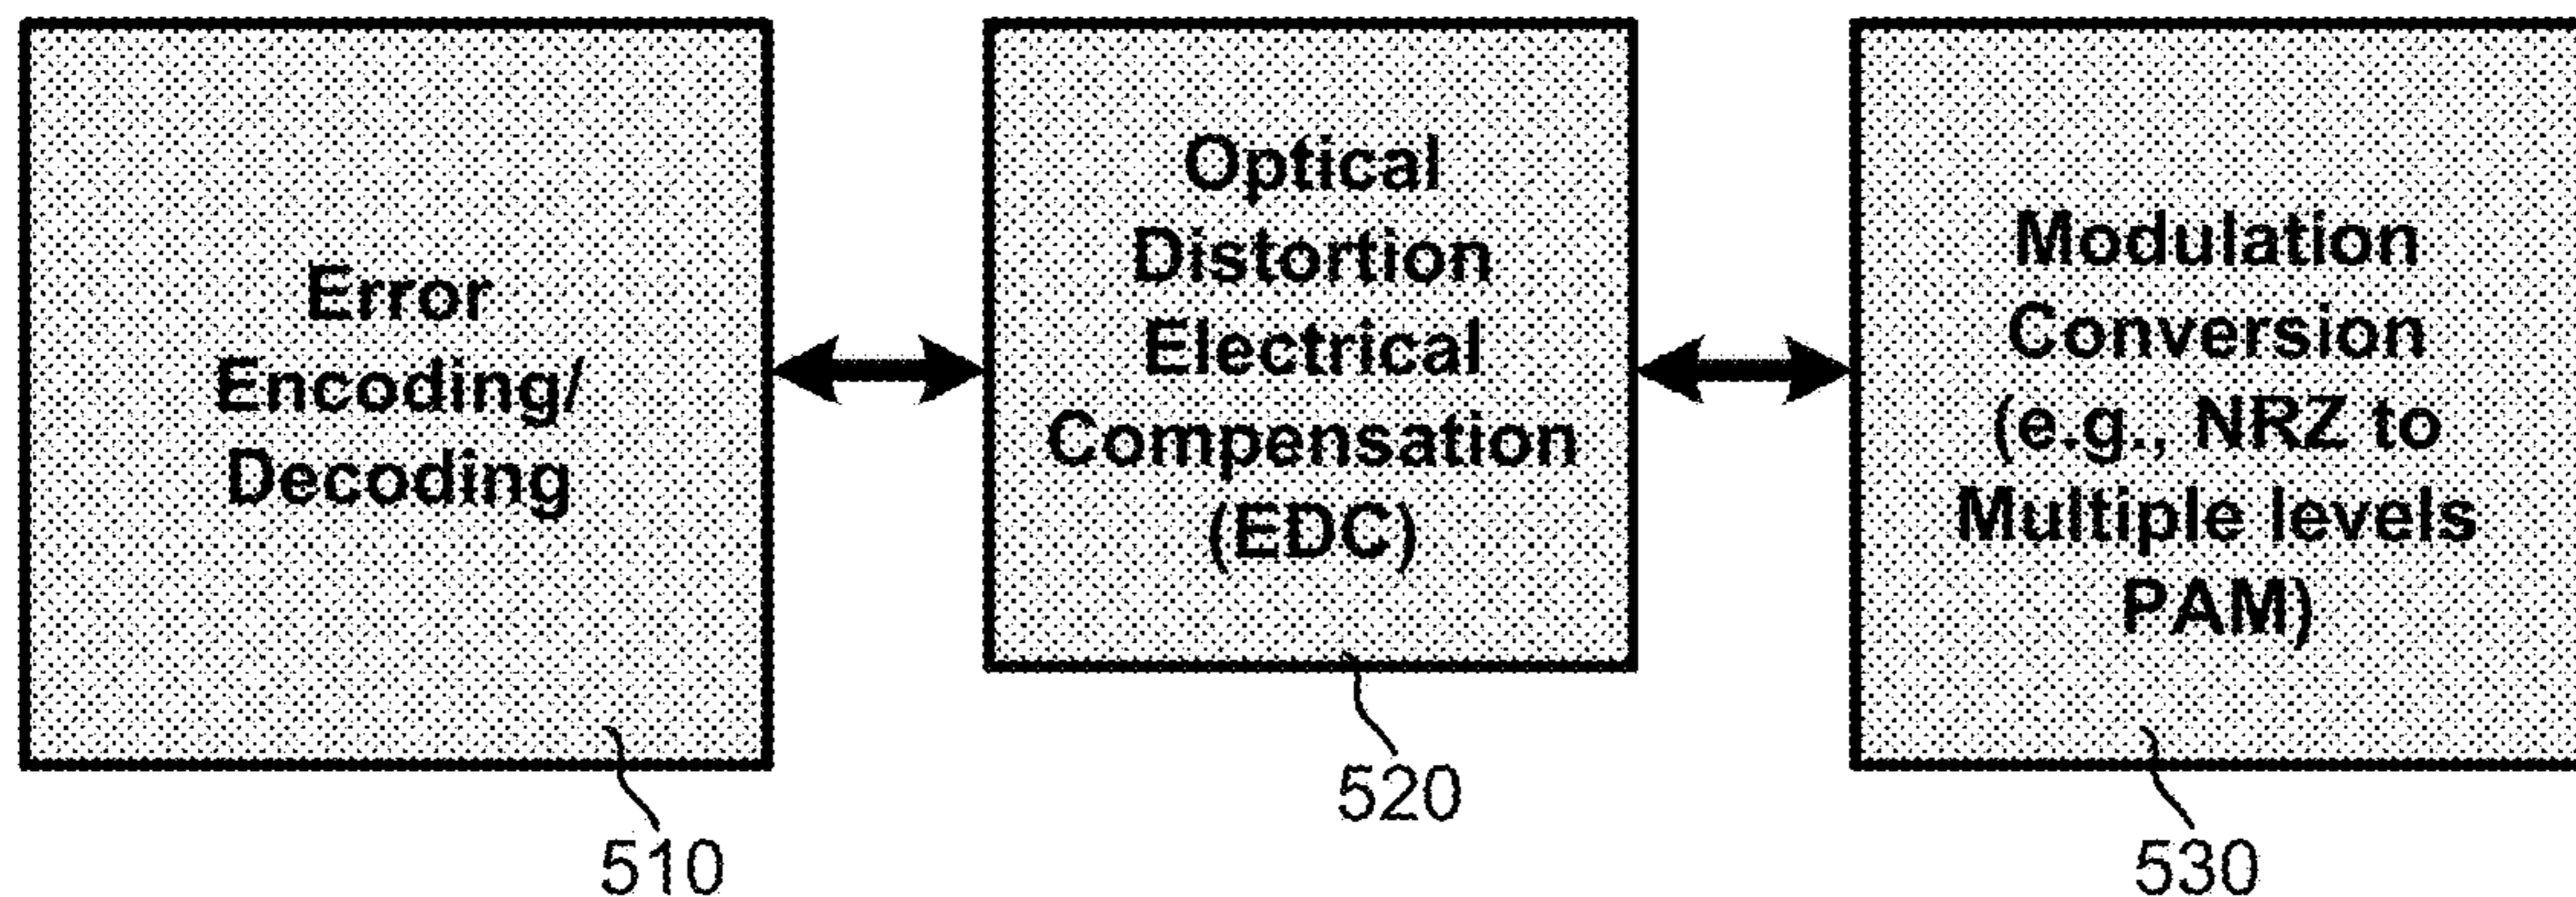 Error
Encoding/
Decoding
510
Optical
Distortion
Electrical
Compensation
(EDC)
520
Modulation
Conversion
(e.g., NRZ to
Multiple levels
PAM)
530